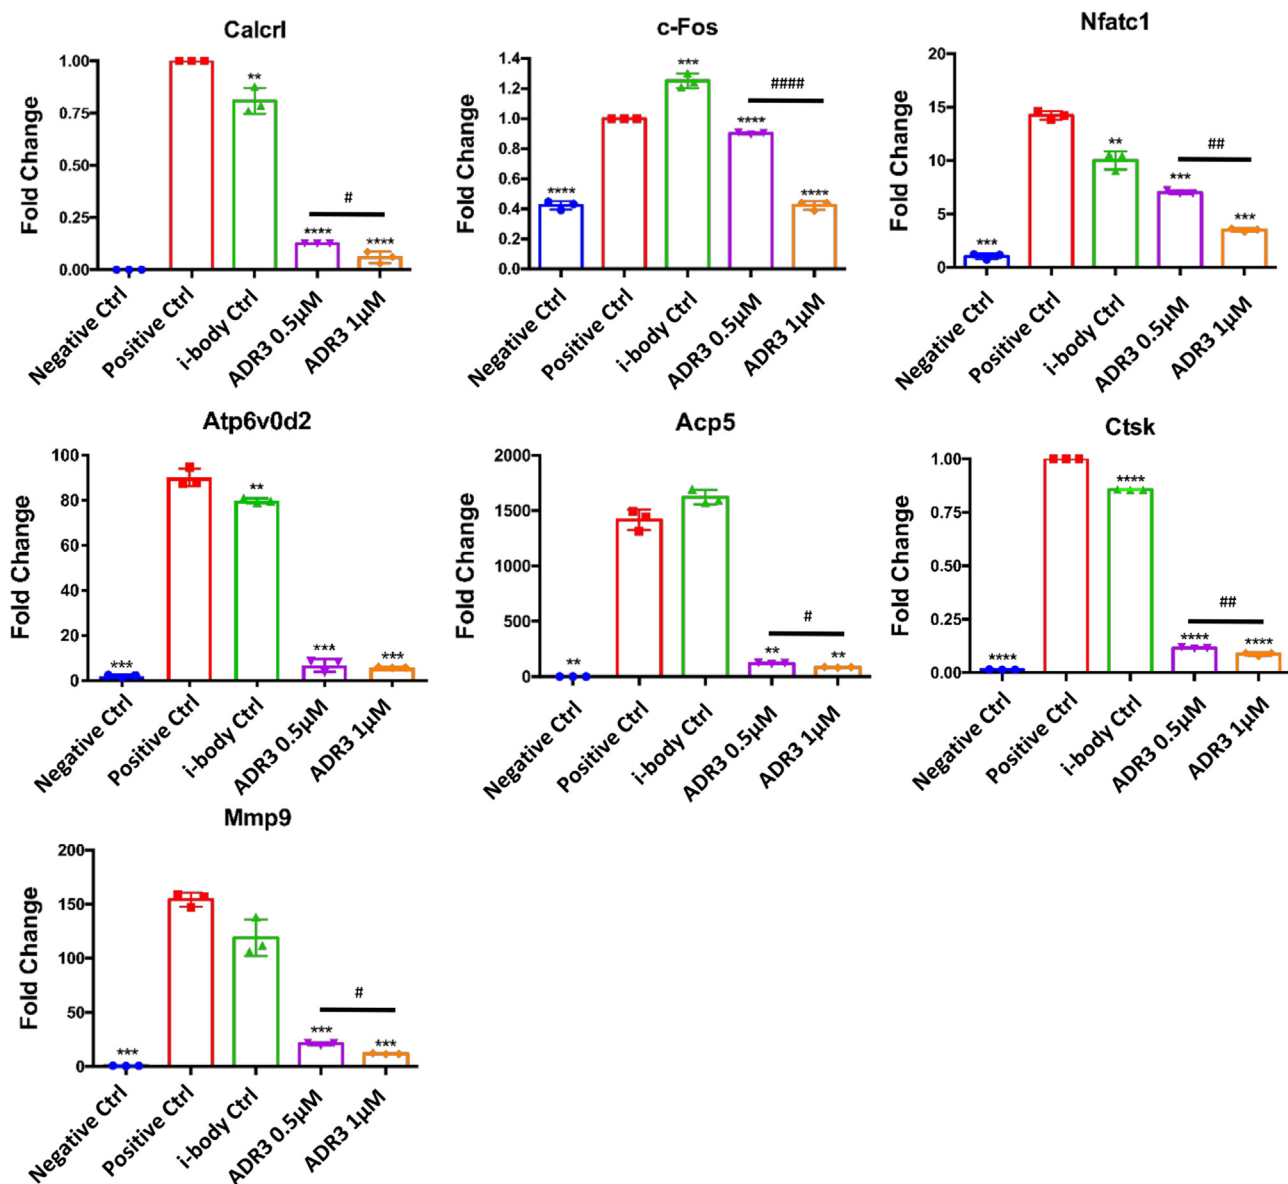 Calcrl
1.00
0.75
0.50
0.25
0.00
Fold Change
**
****
#
****
Negative Ctrl
Positive Ctrl
i-body Ctrl
ADR3 0.5µM
ADR3 1µM
c-Fos
1.4
1.2
1.0
0.8
0.6
0.4
0.2
0.0
Fold Change
****
***
****
####
****
Negative Ctrl
Positive Ctrl
i-body Ctrl
ADR3 0.5µM
ADR3 1µM
Nfatc1
20
15
10
5
0
Fold Change
***
**
***
##
***
Negative Ctrl
Positive Ctrl
i-body Ctrl
ADR3 0.5µM
ADR3 1µM
Atp6v0d2
100
80
60
40
20
0
Fold Change
***
**
***
***
Negative Ctrl
Positive Ctrl
i-body Ctrl
ADR3 0.5µM
ADR3 1µM
Acp5
2000
1500
1000
500
0
Fold Change
**
**
#
**
Negative Ctrl
Positive Ctrl
i-body Ctrl
ADR3 0.5µM
ADR3 1µM
Ctsk
1.00
0.75
0.50
0.25
0.00
Fold Change
****
****
****
##
****
Negative Ctrl
Positive Ctrl
i-body Ctrl
ADR3 0.5µM
ADR3 1µM
Mmp9
200
150
100
50
0
Fold Change
***
***
#
***
Negative Ctrl
Positive Ctrl
i-body Ctrl
ADR3 0.5µM
ADR3 1µM